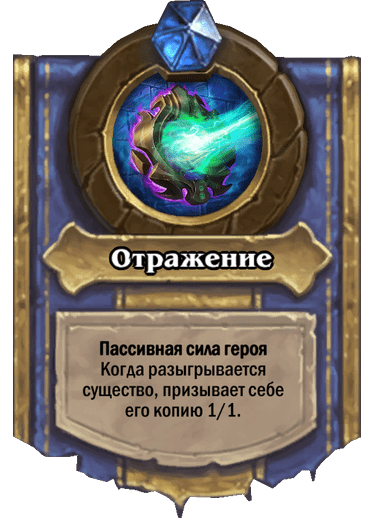 Отражение
Пассивная сила героя
Когда разыгрывается
существо, призывает себе
его копию 1/1.